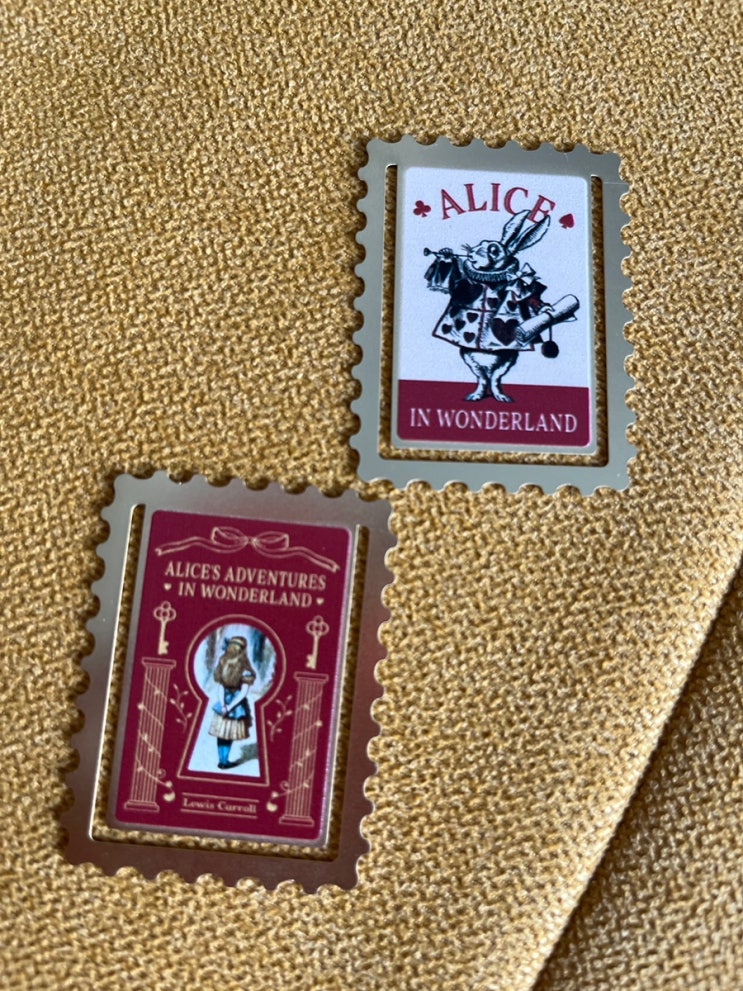 ALICE
IN WONDERLAND
ALICE'S ADVENTURES
IN WONDERLAND
Lewis Carroll